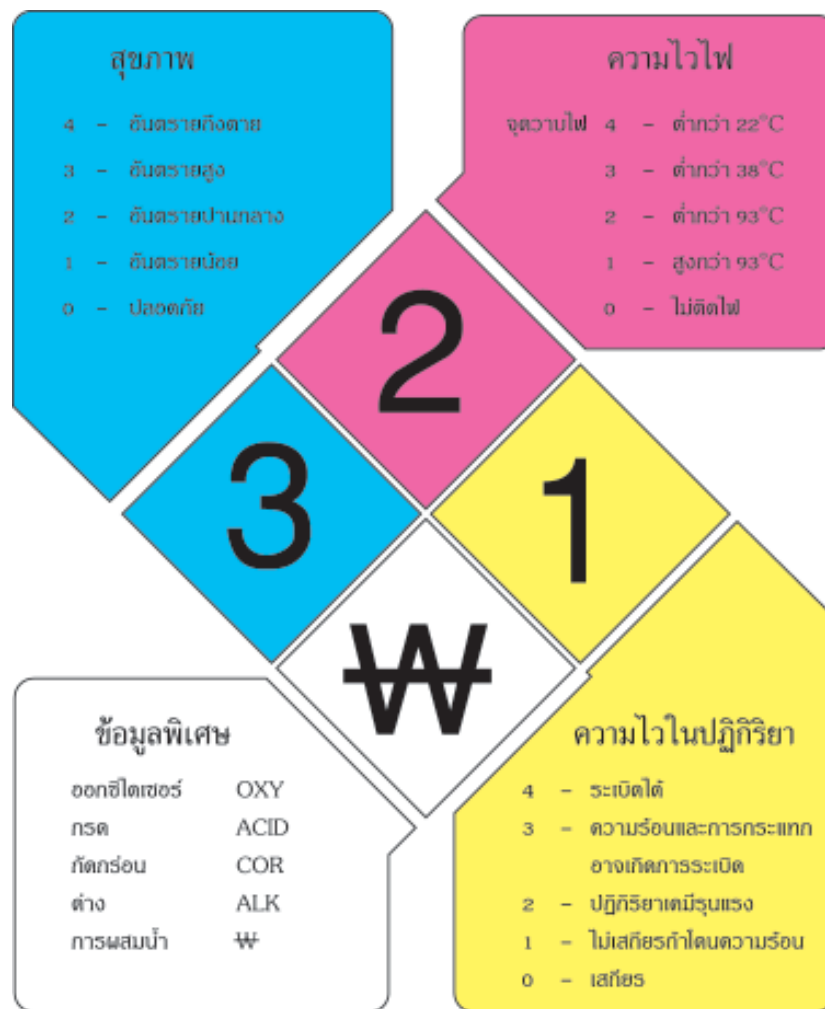 สุขภาพ
4 – อันตรายถึงตาย
3 – อันตรายสูง
2 – อันตรายปานกลาง
1 – อันตรายน้อย
0 – ปลอดภัย
ความไวไฟ
จุดวาบไฟ 4 – ต่ำกว่า 22°C
3 – ต่ำกว่า 38°C
2 – ต่ำกว่า 93°C
1 – สูงกว่า 93°C
0 – ไม่ติดไฟ
2
3
1
W
ข้อมูลพิเศษ
ออกซิไดเซอร์ OXY
กรด ACID
กัดกร่อน COR
ด่าง ALK
การผสมน้ำ W
ความไวในปฏิกิริยา
4 – ระเบิดได้
3 – ความร้อนและการกระแทก
อาจเกิดการระเบิด
2 – ปฏิกิริยาเคมีรุนแรง
1 – ไม่เสถียรถ้าโดนความร้อน
0 – เสถียร